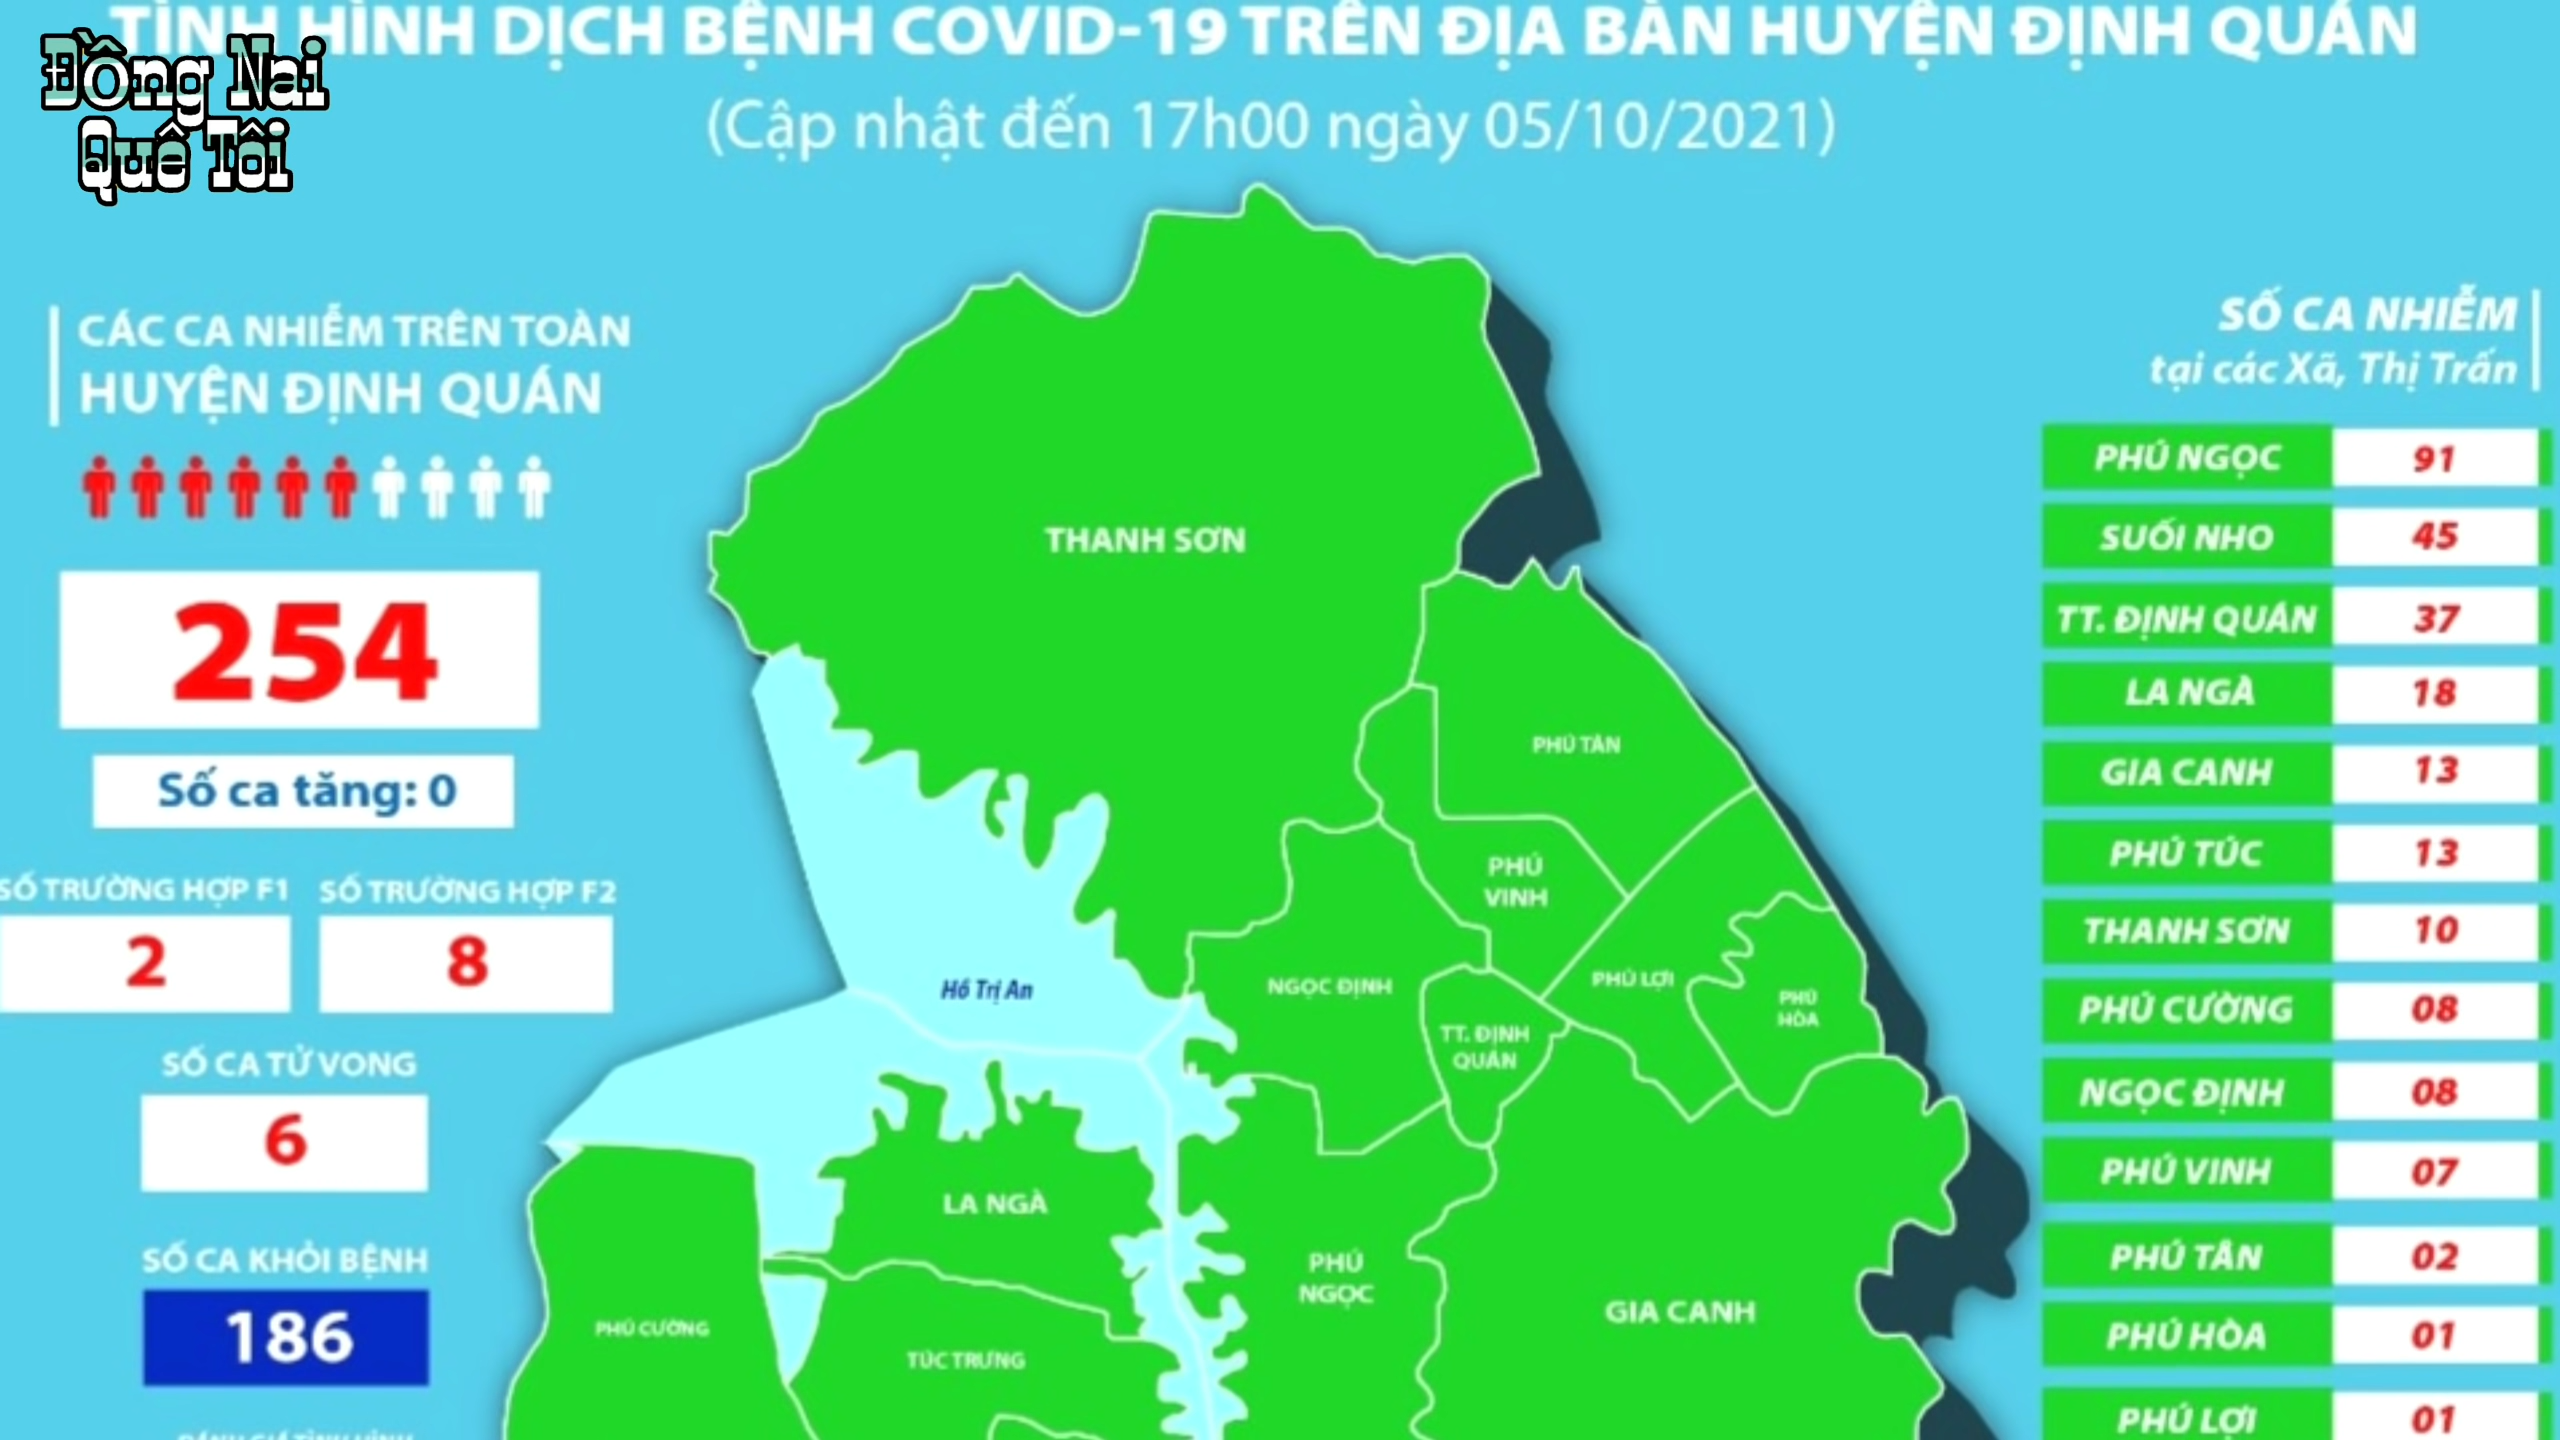 TÌNH HÌNH DỊCH BỆNH COVID-19 TRÊN ĐỊA BÀN HUYỆN ĐỊNH QUÁN
Đồng Nai
Quê Tôi
(Cập nhật đến 17h00 ngày 05/10/2021)
CÁC CA NHIỄM TRÊN TOÀN
HUYỆN ĐỊNH QUÁN
254
Số ca tăng: 0
SỐ TRƯỜNG HỢP F1
SỐ TRƯỜNG HỢP F2
2
8
SỐ CA TỬ VONG
6
SỐ CA KHỎI BỆNH
186
ĐÁNH GIÁ TÌNH HÌNH
THANH SƠN
PHÚ TÂN
PHÚ
VINH
NGỌC ĐỊNH
PHÚ LỢI
PHÚ
HÒA
TT. ĐỊNH
QUÁN
Hồ Trị An
LA NGÀ
PHÚ
NGỌC
GIA CANH
PHÚ CƯỜNG
TÚC TRƯNG
SỐ CA NHIỄM
tại các Xã, Thị Trấn
PHÚ NGỌC 91
SUỐI NHO 45
TT. ĐỊNH QUÁN 37
LA NGÀ 18
GIA CANH 13
PHÚ TÚC 13
THANH SƠN 10
PHÚ CƯỜNG 08
NGỌC ĐỊNH 08
PHÚ VINH 07
PHÚ TÂN 02
PHÚ HÒA 01
PHÚ LỢI 01